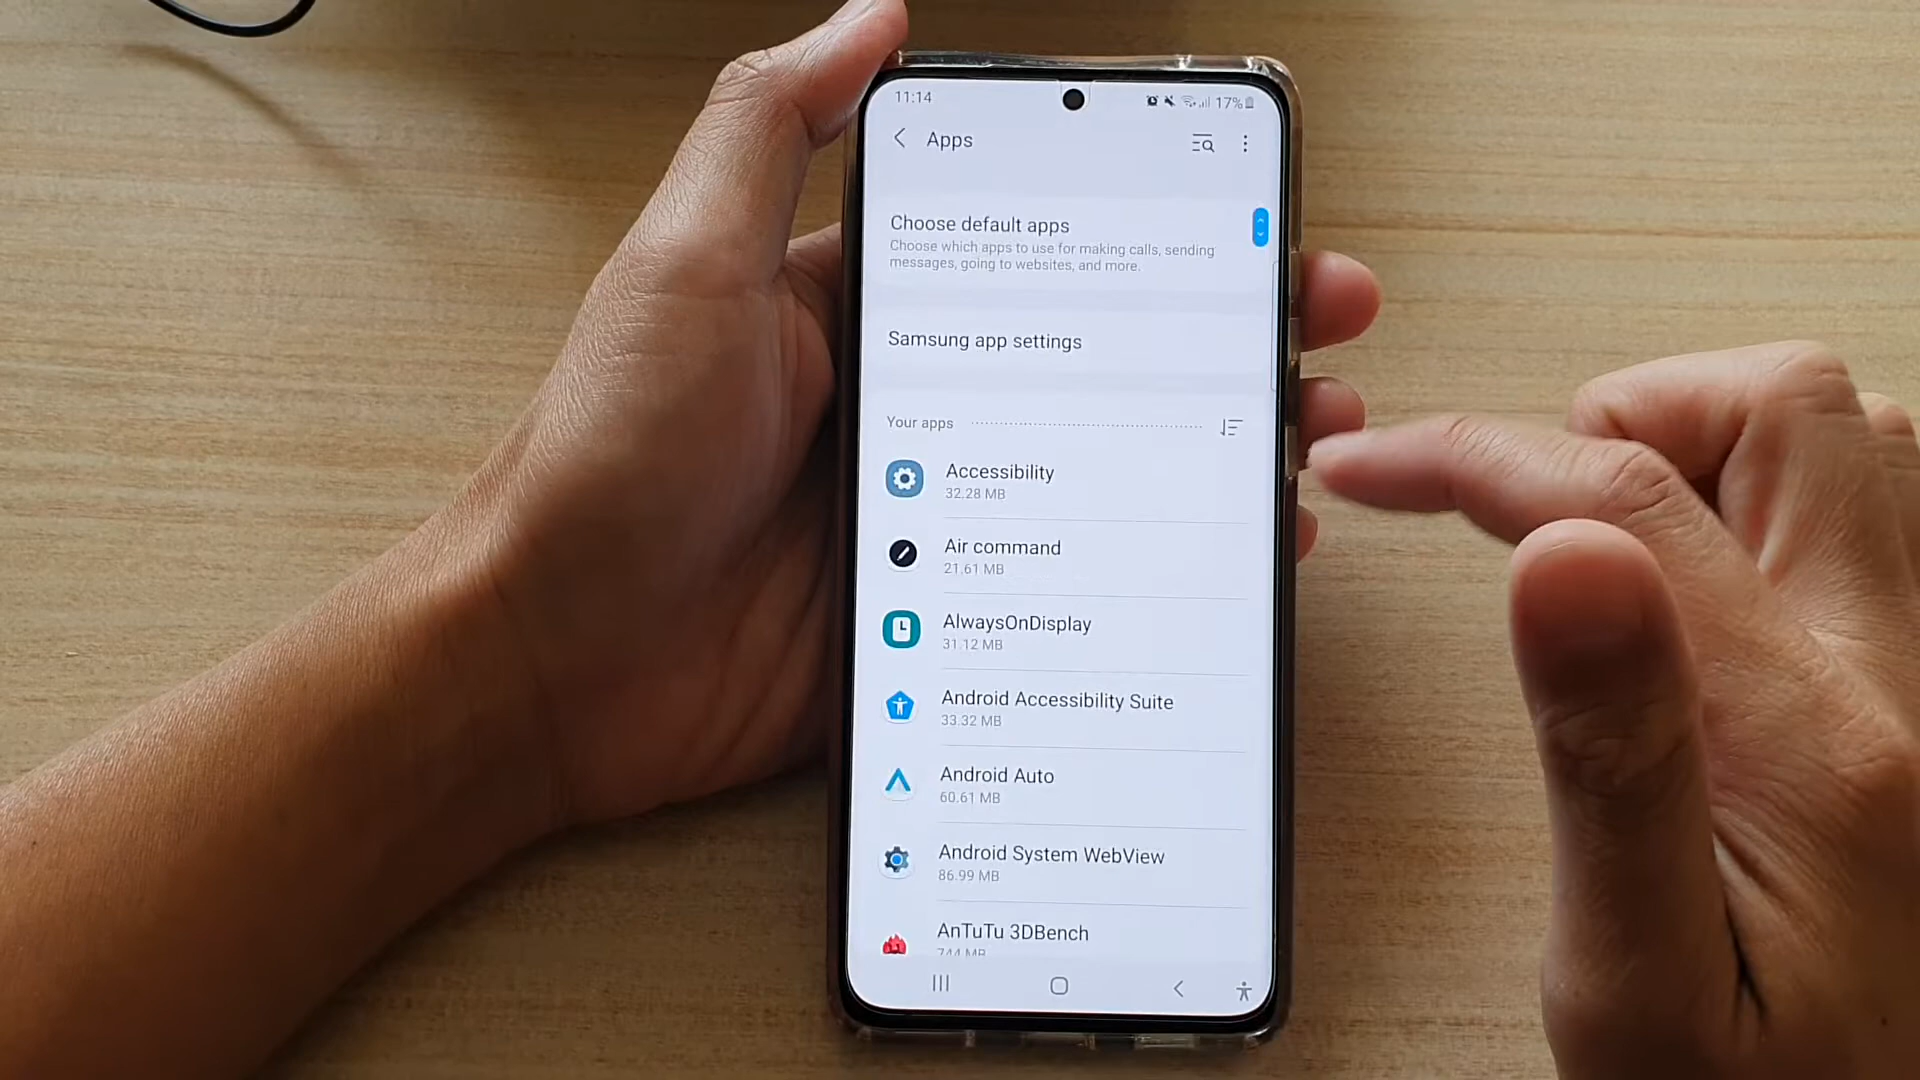 11:14
17%
Apps
Choose default apps
Choose which apps to use for making calls, sending
messages, going to websites, and more.
Samsung app settings
Your apps
Accessibility
32.28 MB
Air command
21.61 MB
AlwaysOnDisplay
31.12 MB
Android Accessibility Suite
33.32 MB
Android Auto
60.61 MB
Android System WebView
86.99 MB
AnTuTu 3DBench
744 MB